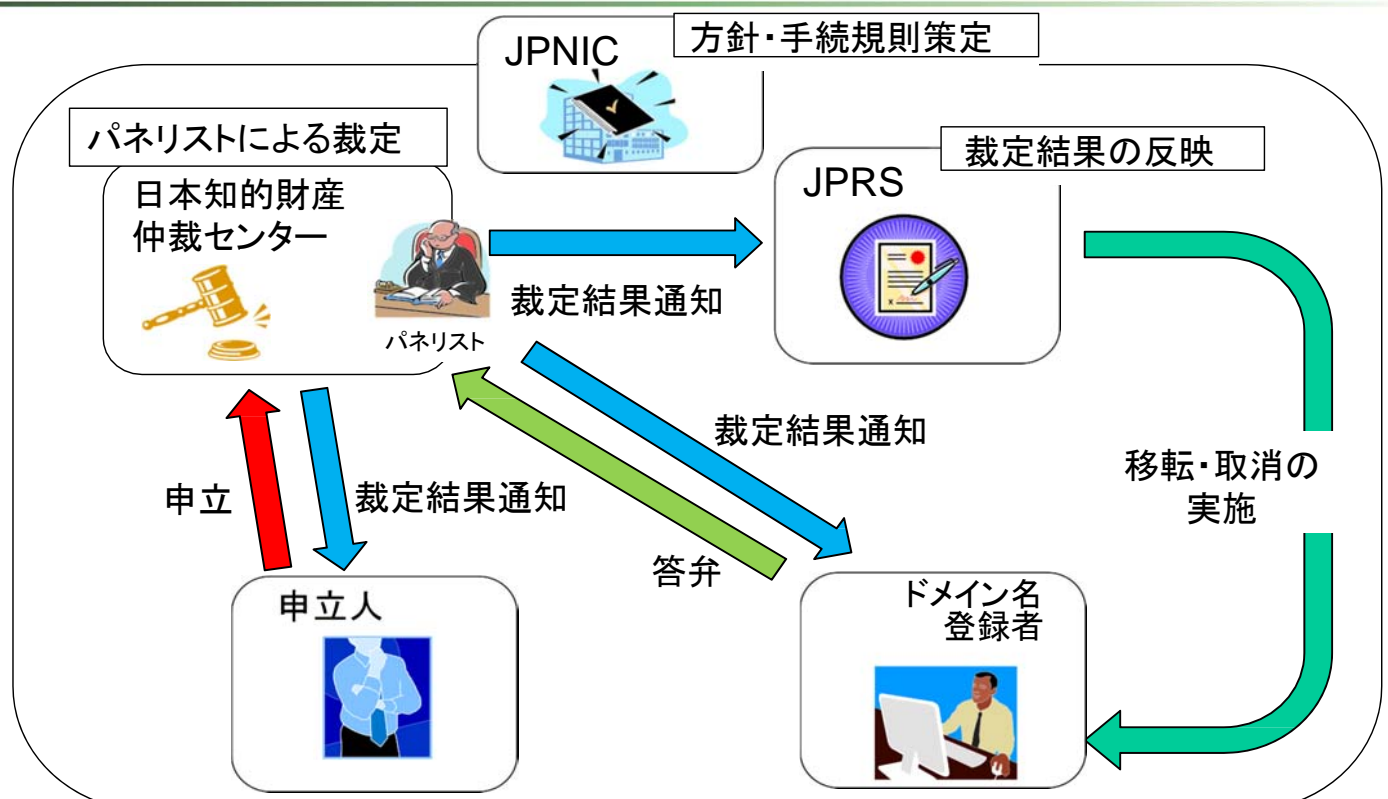 JPNIC
方針・手続規則策定
パネリストによる裁定
日本知的財産
仲裁センター
パネリスト
裁定結果の反映
JPRS
裁定結果通知
裁定結果通知
移転・取消の
実施
申立
裁定結果通知
答弁
申立人
ドメイン名
登録者